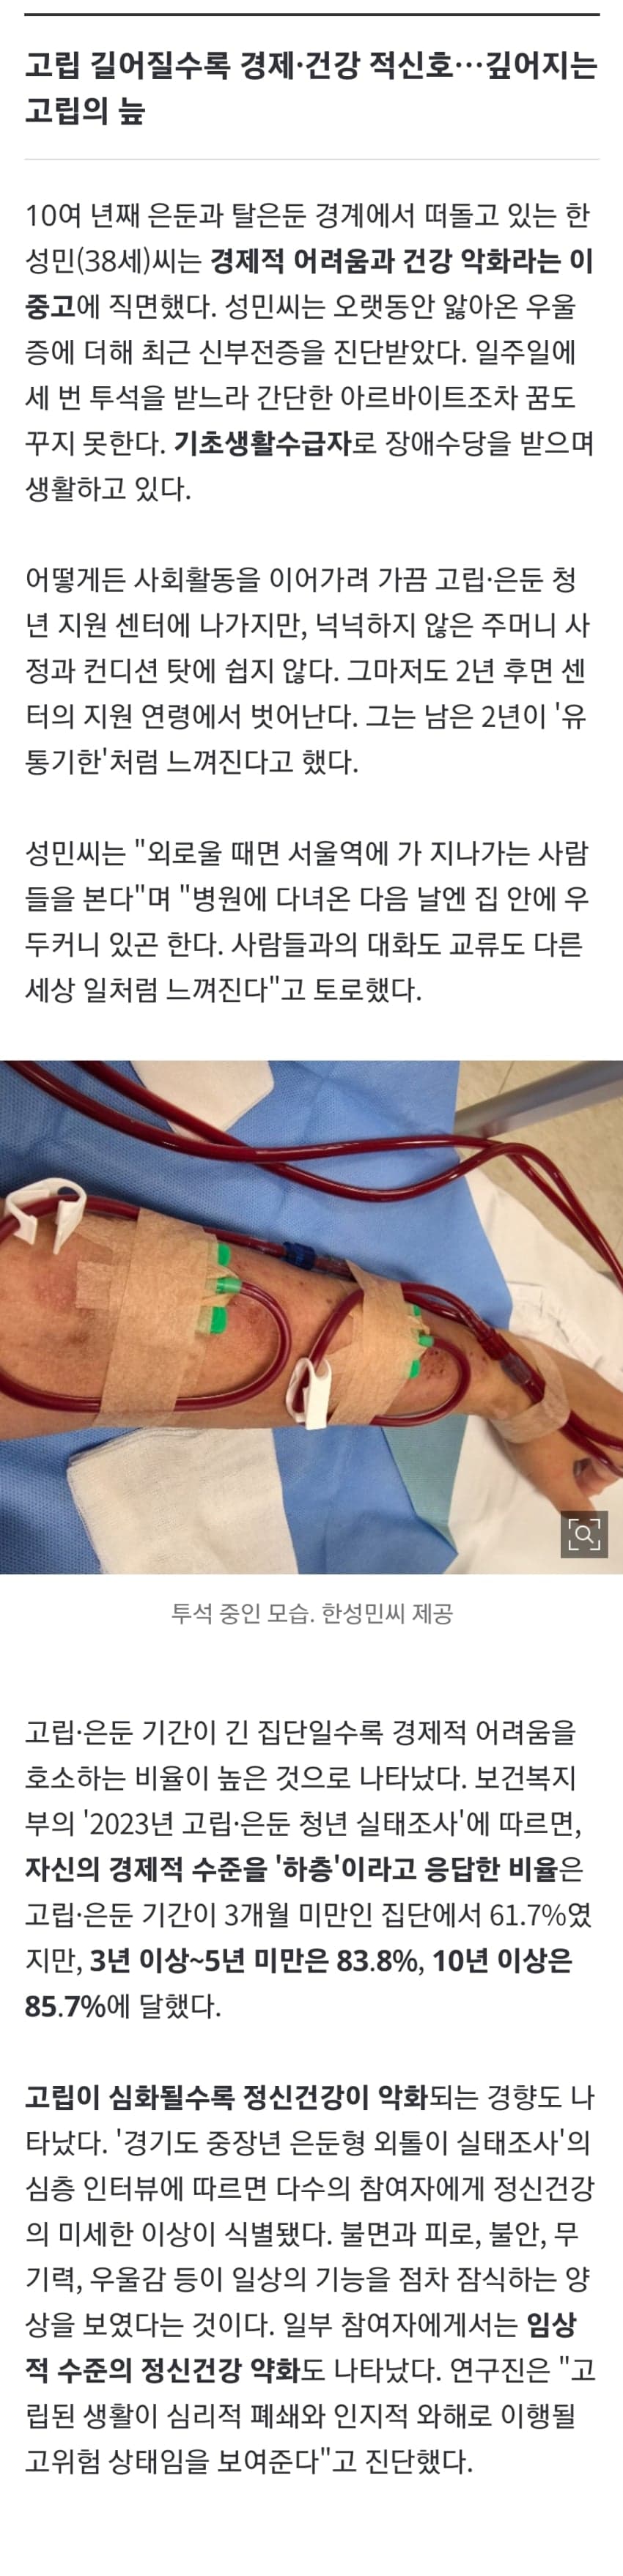 고립 길어질수록 경제·건강 적신호…깊어지는
고립의 늪
10여 년째 은둔과 탈은둔 경계에서 떠돌고 있는 한
성민(38세)씨는 경제적 어려움과 건강 악화라는 이
중고에 직면했다. 성민씨는 오랫동안 앓아온 우울
증에 더해 최근 신부전증을 진단받았다. 일주일에
세 번 투석을 받느라 간단한 아르바이트조차 꿈도
꾸지 못한다. 기초생활수급자로 장애수당을 받으며
생활하고 있다.
어떻게든 사회활동을 이어가려 가끔 고립·은둔 청
년 지원 센터에 나가지만, 넉넉하지 않은 주머니 사
정과 컨디션 탓에 쉽지 않다. 그마저도 2년 후면 센
터의 지원 연령에서 벗어난다. 그는 남은 2년이 '유
통기한'처럼 느껴진다고 했다.
성민씨는 "외로울 때면 서울역에 가 지나가는 사람
들을 본다"며 "병원에 다녀온 다음 날엔 집 안에 우
두커니 있곤 한다. 사람들과의 대화도 교류도 다른
세상 일처럼 느껴진다"고 토로했다.
투석 중인 모습. 한성민씨 제공
고립·은둔 기간이 긴 집단일수록 경제적 어려움을
호소하는 비율이 높은 것으로 나타났다. 보건복지
부의 '2023년 고립·은둔 청년 실태조사'에 따르면,
자신의 경제적 수준을 '하층'이라고 응답한 비율은
고립·은둔 기간이 3개월 미만인 집단에서 61.7%였
지만, 3년 이상~5년 미만은 83.8%, 10년 이상은
85.7%에 달했다.
고립이 심화될수록 정신건강이 악화되는 경향도 나
타났다. '경기도 중장년 은둔형 외톨이 실태조사'의
심층 인터뷰에 따르면 다수의 참여자에게 정신건강
의 미세한 이상이 식별됐다. 불면과 피로, 불안, 무
기력, 우울감 등이 일상의 기능을 점차 잠식하는 양
상을 보였다는 것이다. 일부 참여자에게서는 임상
적 수준의 정신건강 약화도 나타났다. 연구진은 "고
립된 생활이 심리적 폐쇄와 인지적 와해로 이행될
고위험 상태임을 보여준다"고 진단했다.